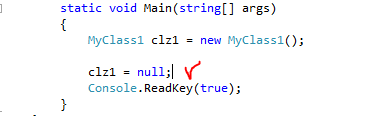 static void Main(string[] args)
{
MyClass1 clz1 = new MyClass1();
clz1 = null;
Console.ReadKey(true);
}